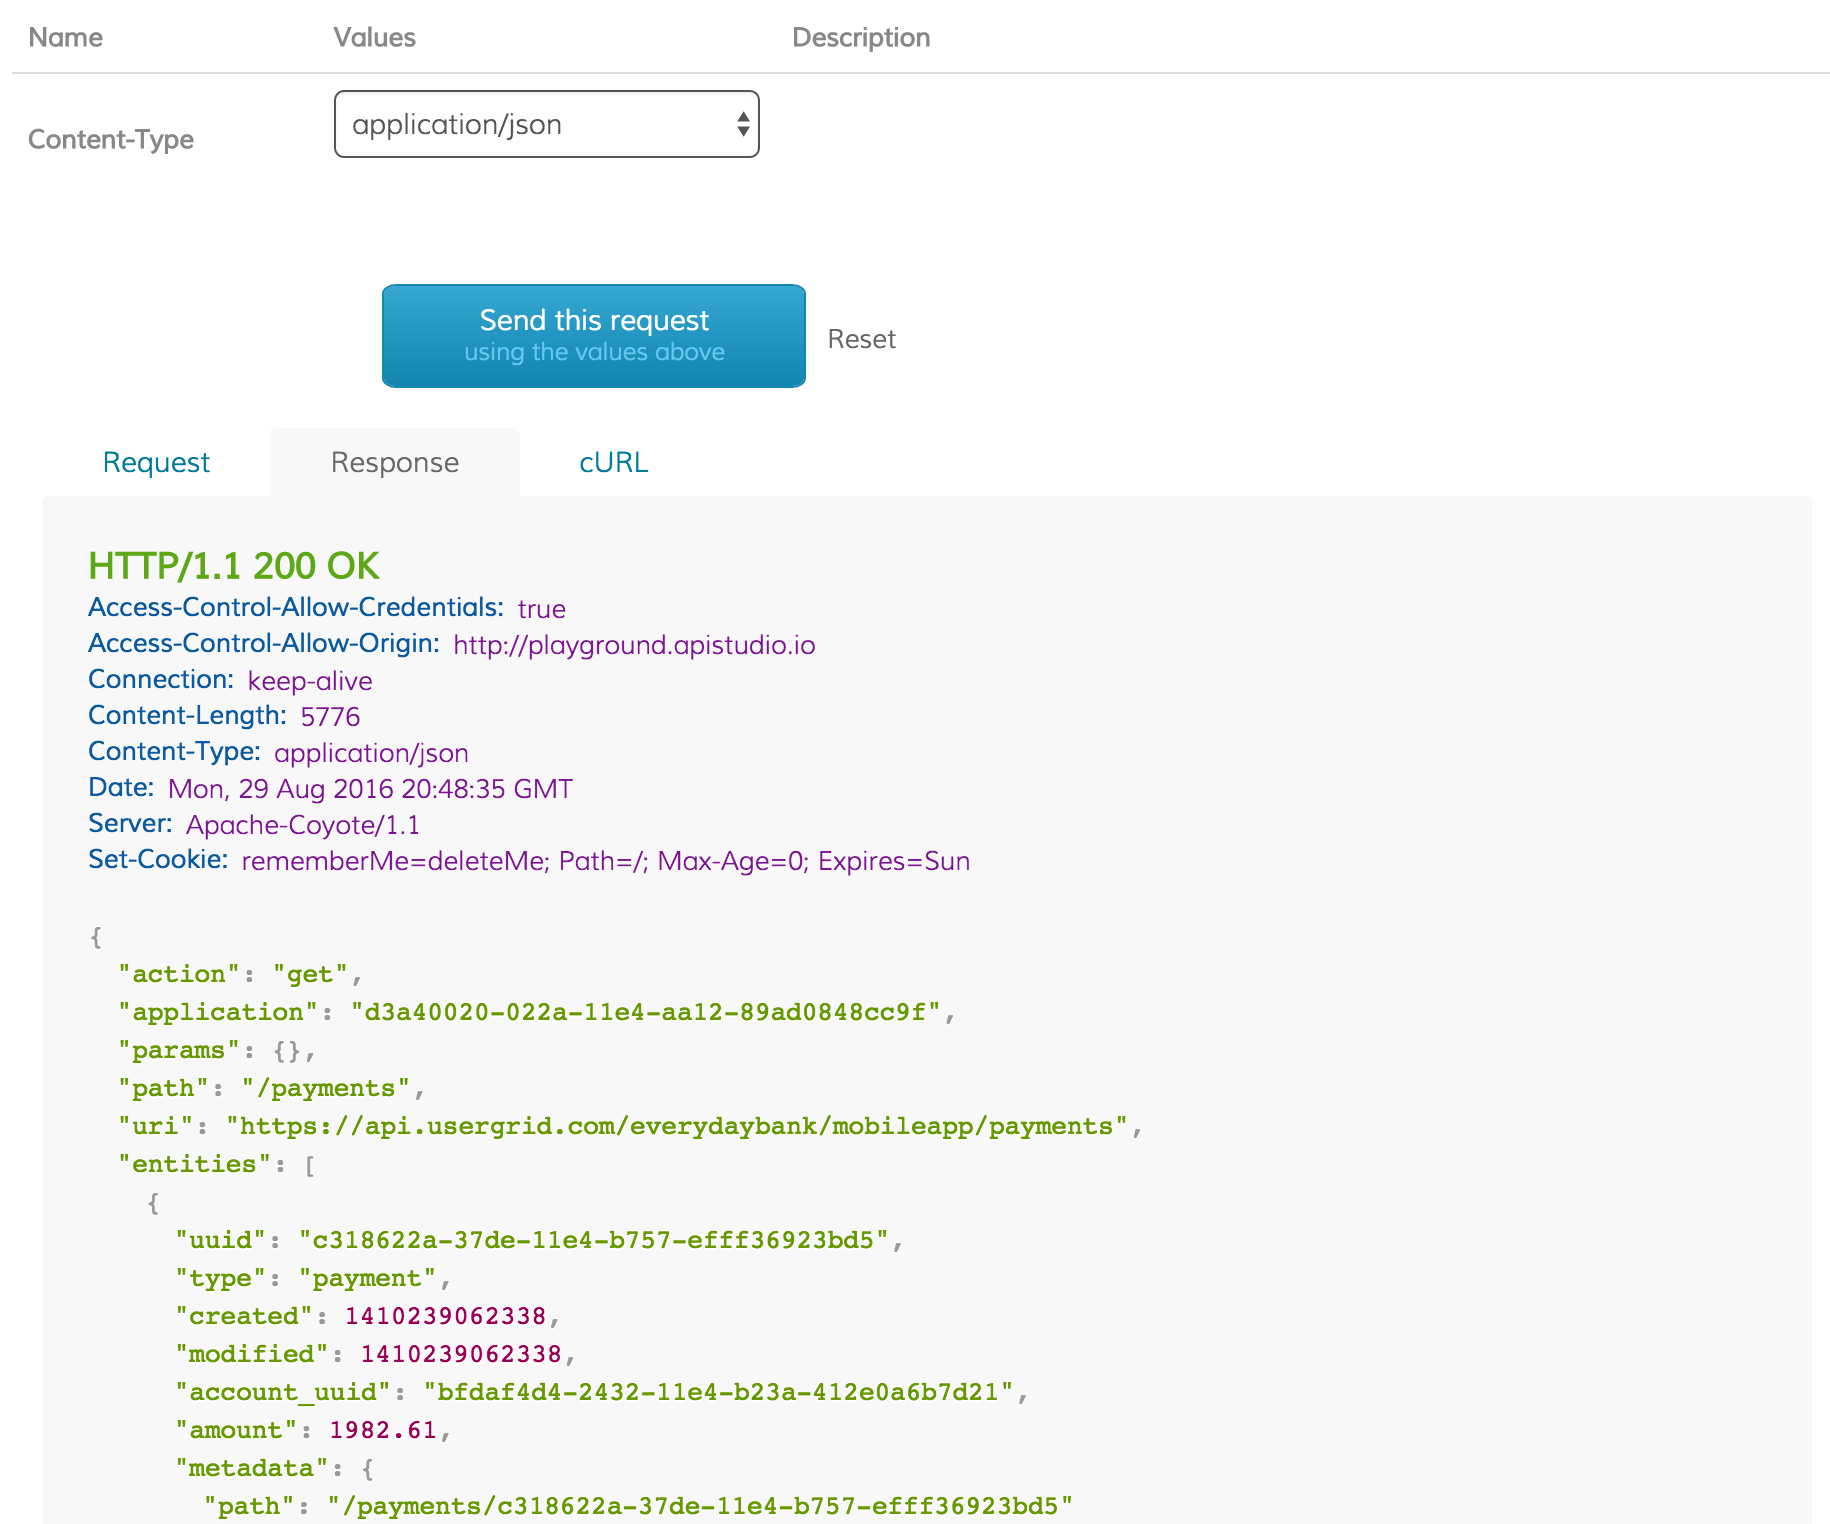 Name Values Description
Content-Type application/json
Send this request
using the values above
Reset
Request Response cURL
HTTP/1.1 200 OK
Access-Control-Allow-Credentials: true
Access-Control-Allow-Origin: http://playground.apistudio.io
Connection: keep-alive
Content-Length: 5776
Content-Type: application/json
Date: Mon, 29 Aug 2016 20:48:35 GMT
Server: Apache-Coyote/1.1
Set-Cookie: rememberMe=deleteMe; Path=/; Max-Age=0; Expires=Sun
{
  "action": "get",
  "application": "d3a40020-022a-11e4-aa12-89ad0848cc9f",
  "params": {},
  "path": "/payments",
  "uri": "https://api.usergrid.com/everydaybank/mobileapp/payments",
  "entities": [
    {
      "uuid": "c318622a-37de-11e4-b757-efff36923bd5",
      "type": "payment",
      "created": 1410239062338,
      "modified": 1410239062338,
      "account_uuid": "bfdaf4d4-2432-11e4-b23a-412e0a6b7d21",
      "amount": 1982.61,
      "metadata": {
        "path": "/payments/c318622a-37de-11e4-b757-efff36923bd5"